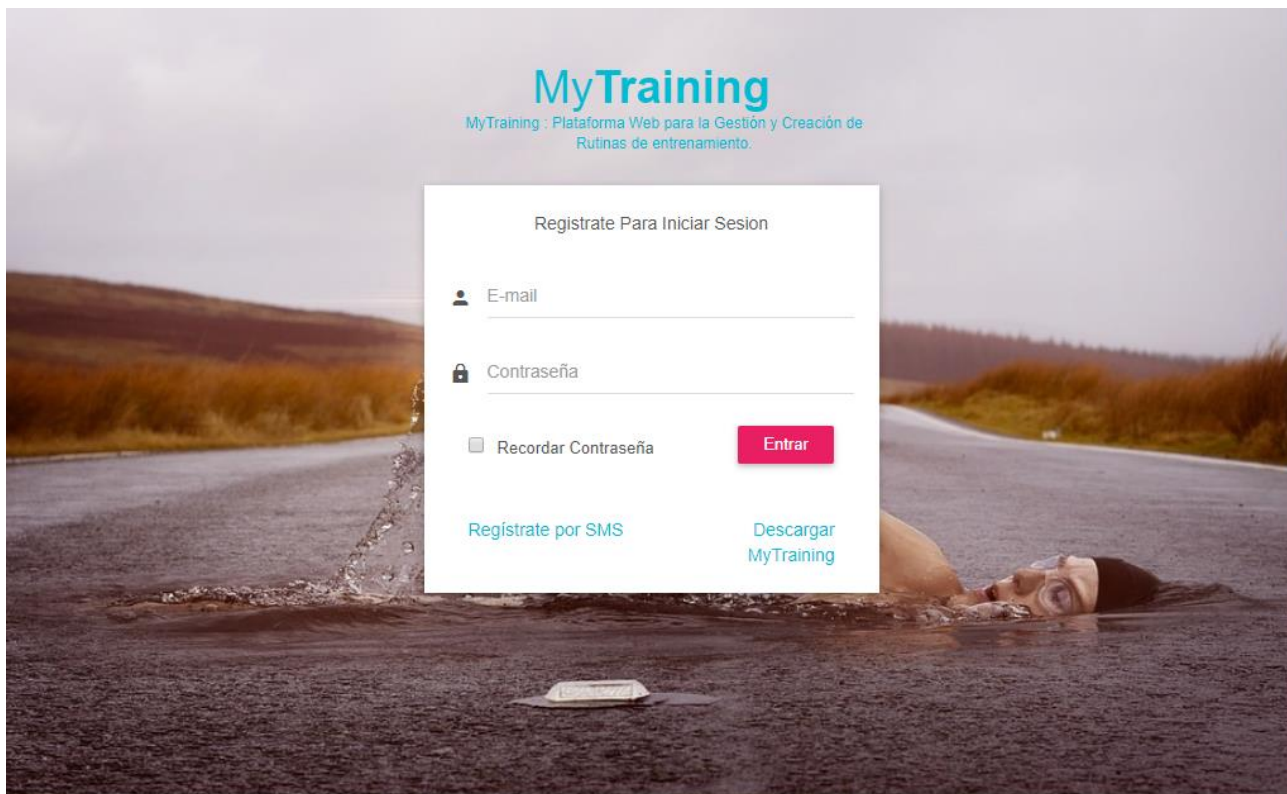 MyTraining
MyTraining : Plataforma Web para la Gestión y Creación de
Rutinas de entrenamiento.
Registrate Para Iniciar Sesion
E-mail
Contraseña
Recordar Contraseña
Entrar
Regístrate por SMS
Descargar
MyTraining